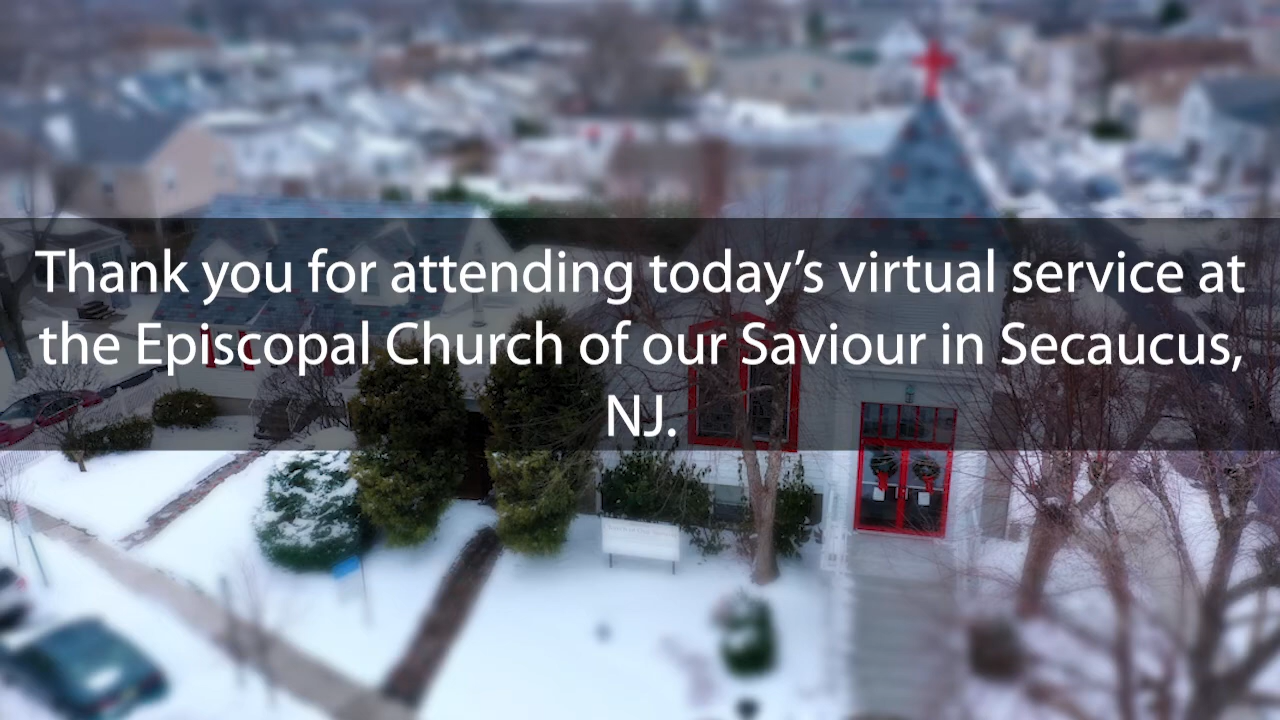 Thank you for attending today’s virtual service at
the Episcopal Church of our Saviour in Secaucus,
NJ.